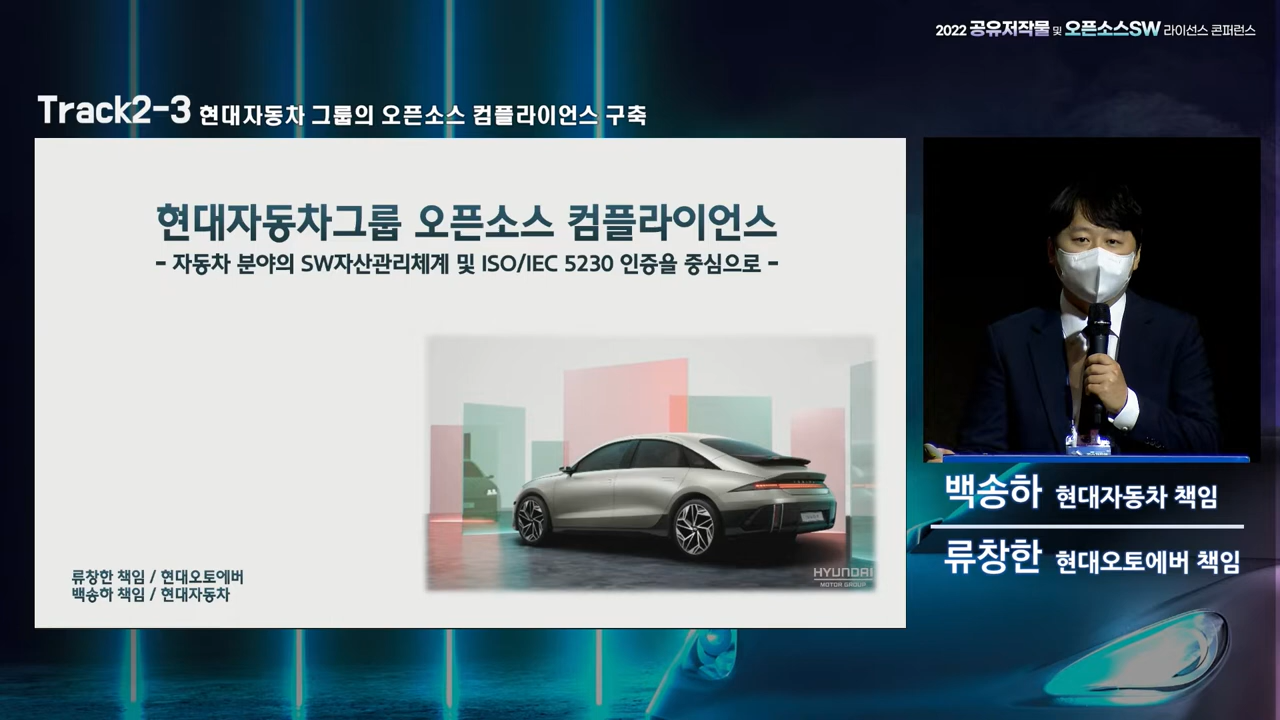 2022 공유저작물 및 오픈소스SW 라이선스 콘퍼런스
Track2-3 현대자동차 그룹의 오픈소스 컴플라이언스 구축
현대자동차그룹 오픈소스 컴플라이언스
- 자동차 분야의 SW자산관리체계 및 ISO/IEC 5230 인증을 중심으로 -
HYUNDAI
MOTOR GROUP
류창한 책임 / 현대오토에버
백송하 책임 / 현대자동차
백송하 현대자동차 책임
류창한 현대오토에버 책임